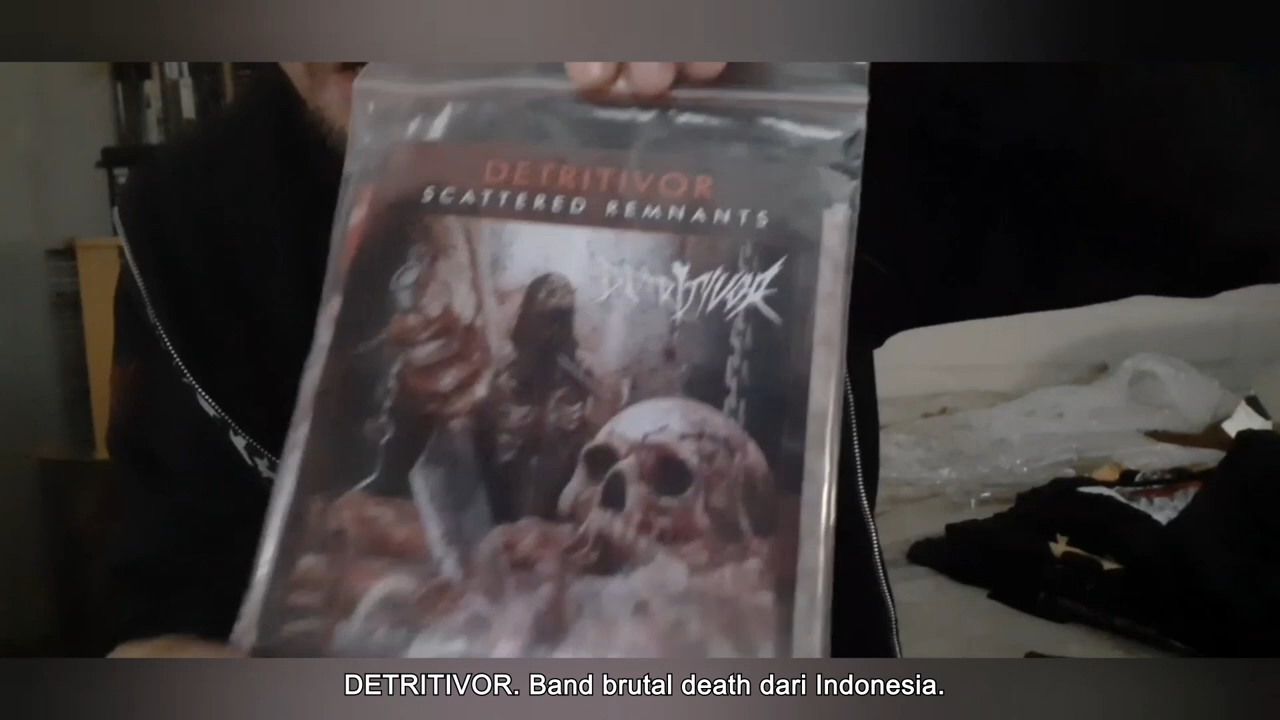 DETRITIVOR
SCATTERED REMNANTS
DETRITIVOR
DETRITIVOR. Band brutal death dari Indonesia.